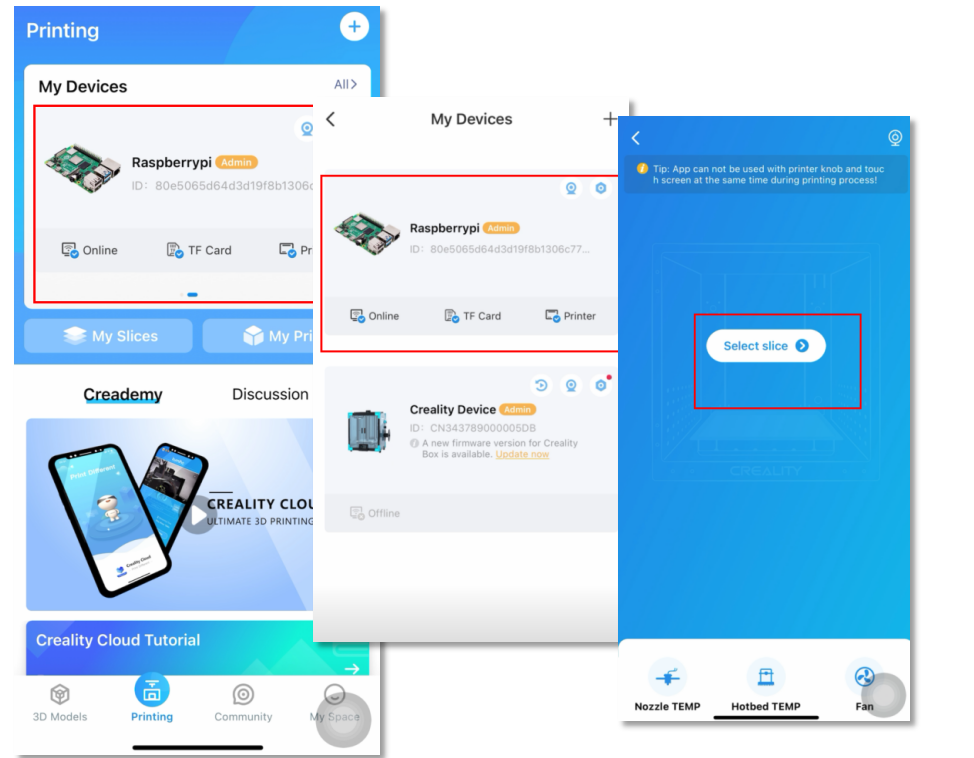 Printing
My Devices
All>
Raspberrypi Admin
ID: 80e5065d64d3d19f8b1306c
Online
TF Card
Pr
My Slices
My Pri
Creademy
Discussion
Print Different
Creality Cloud
CREALITY CLOU
ULTIMATE 3D PRINTING
Creality Cloud Tutorial
3D Models
Printing
Community
My Space
My Devices
Raspberrypi Admin
ID: 80e5065d64d3d19f8b1306c77...
Online
TF Card
Printer
Creality Device Admin
ID: CN343789000005DB
A new firmware version for Creality
Box is available. Update now
Offline
Tip: App can not be used with printer knob and touc
h screen at the same time during printing process!
Select slice
CREALITY
Nozzle TEMP
Hotbed TEMP
Fan